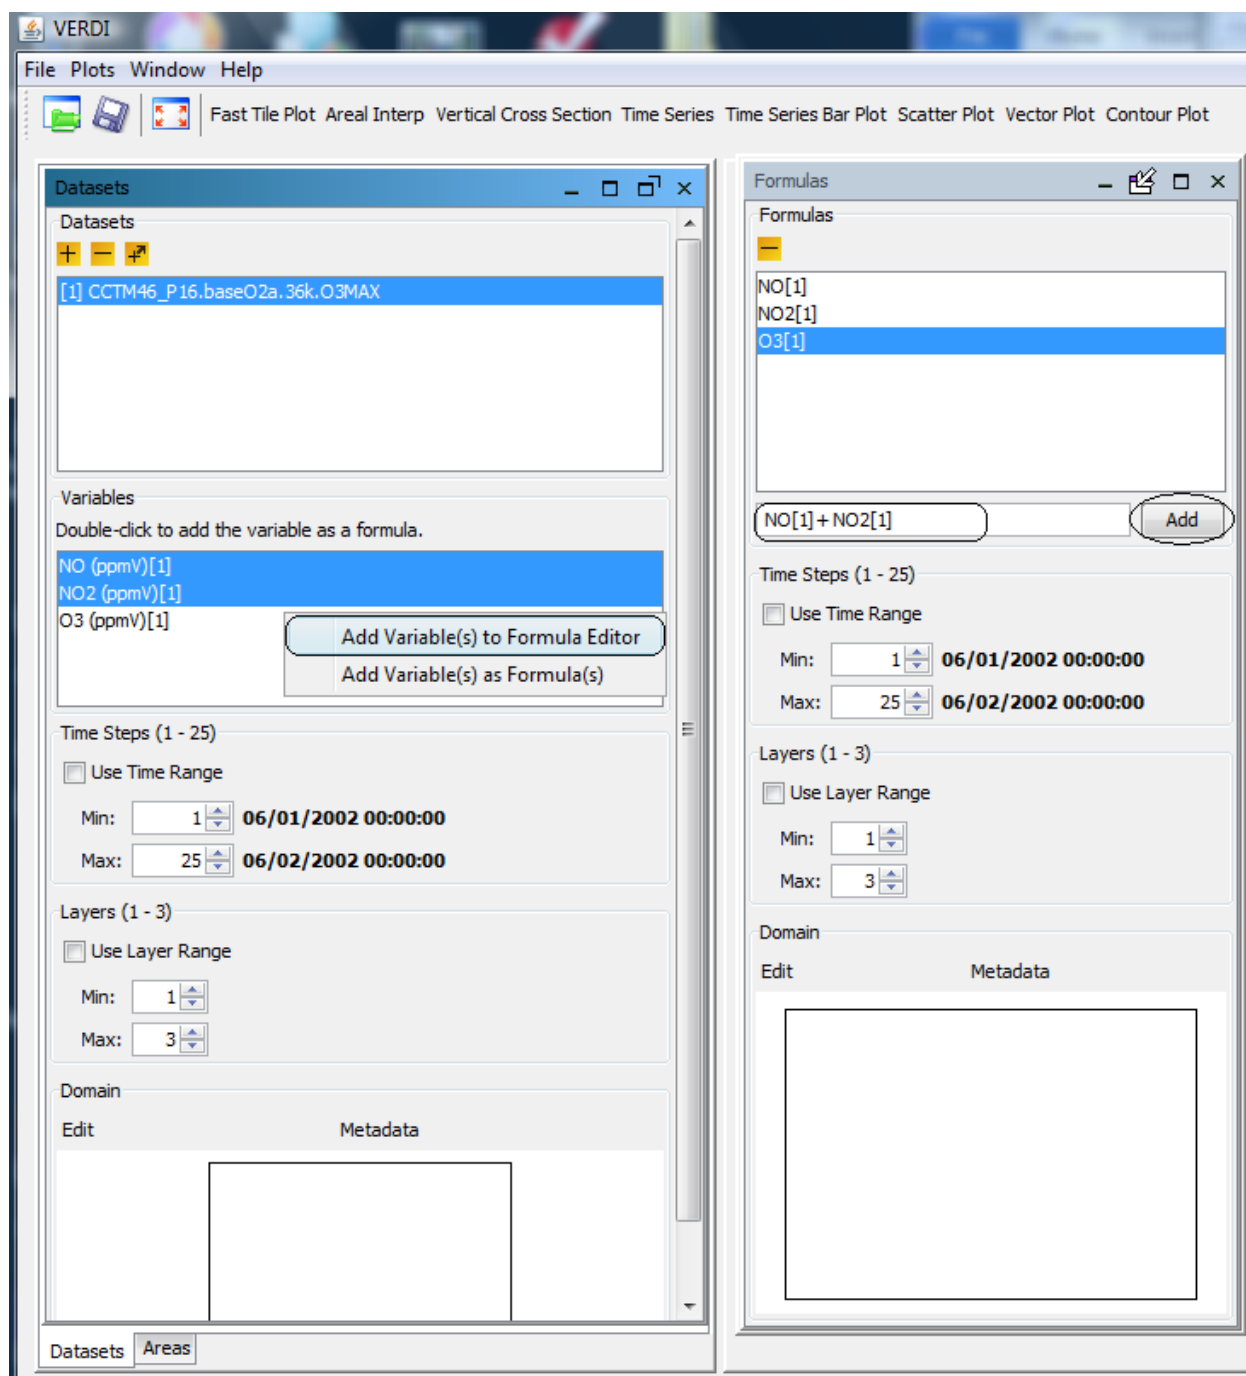 VERDI
File Plots Window Help
Fast Tile Plot Areal Interp Vertical Cross Section Time Series Time Series Bar Plot Scatter Plot Vector Plot Contour Plot
Datasets
Datasets
[1] CCTM46_P16.baseO2a.36k.O3MAX
Variables
Double-click to add the variable as a formula.
NO (ppmV)[1]
NO2 (ppmV)[1]
O3 (ppmV)[1]
Add Variable(s) to Formula Editor
Add Variable(s) as Formula(s)
Time Steps (1 - 25)
Use Time Range
Min: 1 06/01/2002 00:00:00
Max: 25 06/02/2002 00:00:00
Layers (1 - 3)
Use Layer Range
Min: 1
Max: 3
Domain
Edit Metadata
Datasets Areas
Formulas
Formulas
NO[1]
NO2[1]
O3[1]
NO[1]+NO2[1] Add
Time Steps (1 - 25)
Use Time Range
Min: 1 06/01/2002 00:00:00
Max: 25 06/02/2002 00:00:00
Layers (1 - 3)
Use Layer Range
Min: 1
Max: 3
Domain
Edit Metadata